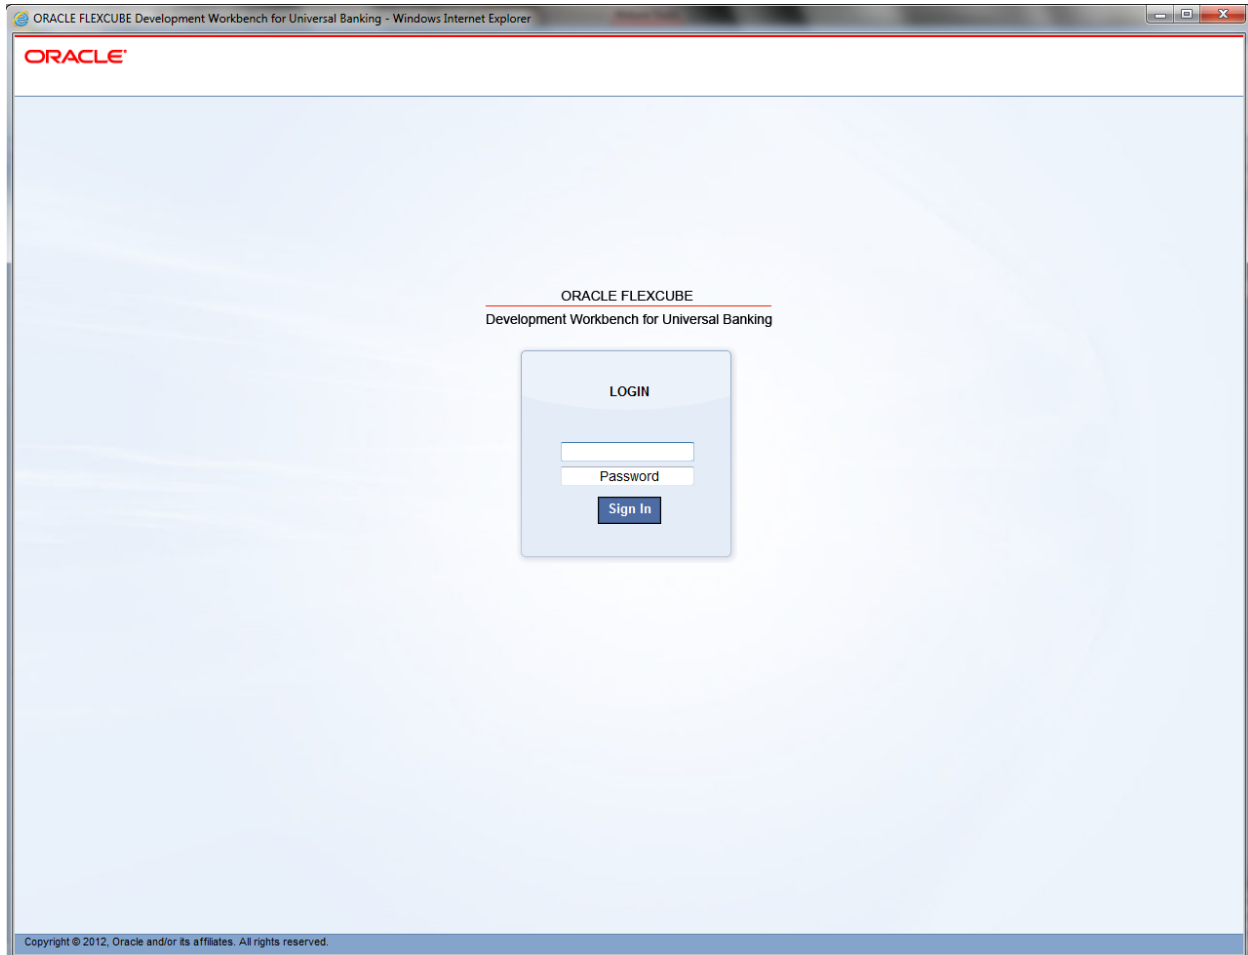 ORACLE FLEXCUBE Development Workbench for Universal Banking - Windows Internet Explorer
ORACLE®
ORACLE FLEXCUBE
Development Workbench for Universal Banking
LOGIN
Password
Sign In
Copyright © 2012, Oracle and/or its affiliates. All rights reserved.